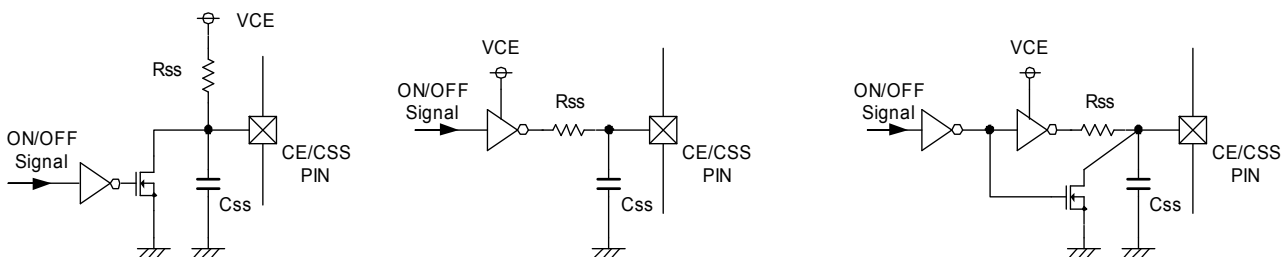 VCE
Rss
ON/OFF
Signal
CE/CSS
PIN
Css
VCE
ON/OFF
Signal
Rss
CE/CSS
PIN
Css
VCE
ON/OFF
Signal
Rss
CE/CSS
PIN
Css